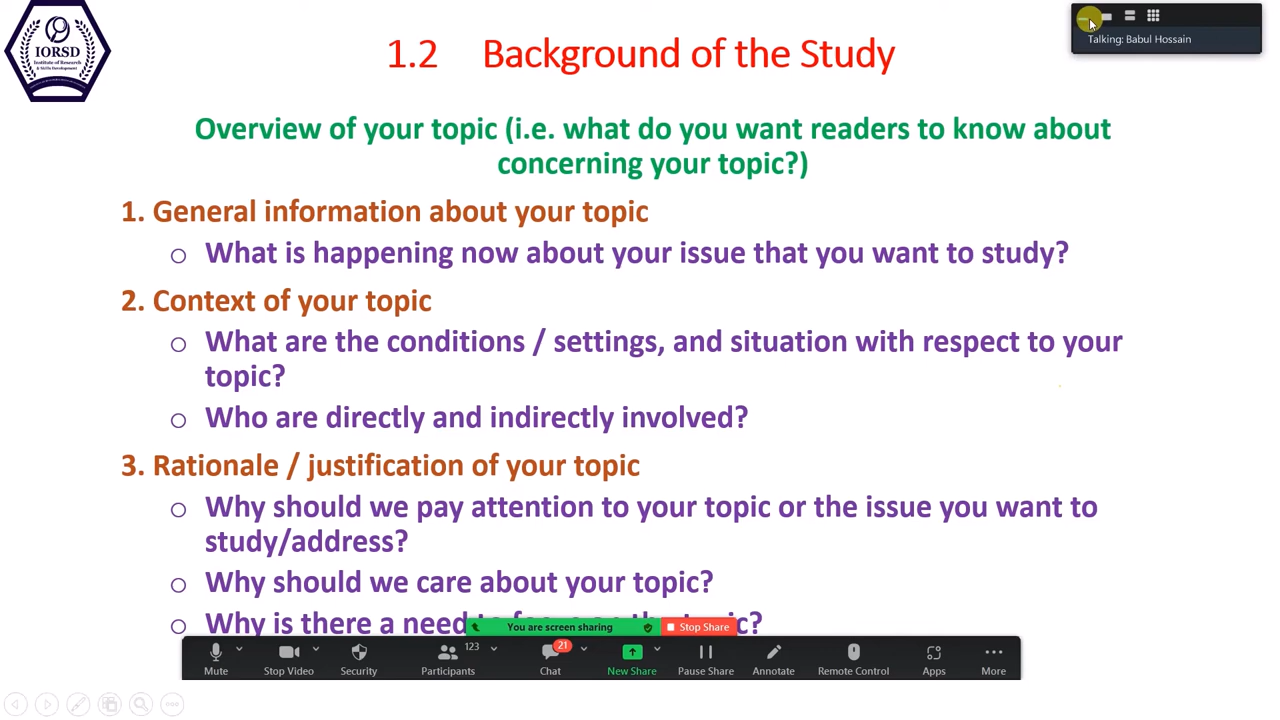 IORSD
Institute of Research
& Skills Development
1.2 Background of the Study
Talking: Babul Hossain
Overview of your topic (i.e. what do you want readers to know about
concerning your topic?)
1. General information about your topic
o What is happening now about your issue that you want to study?
2. Context of your topic
o What are the conditions / settings, and situation with respect to your
topic?
o Who are directly and indirectly involved?
3. Rationale / justification of your topic
o Why should we pay attention to your topic or the issue you want to
study/address?
o Why should we care about your topic?
o Why is there a need
You are screen sharing Stop Share
123 21
Mute Stop Video Security Participants Chat New Share Pause Share Annotate Remote Control Apps More